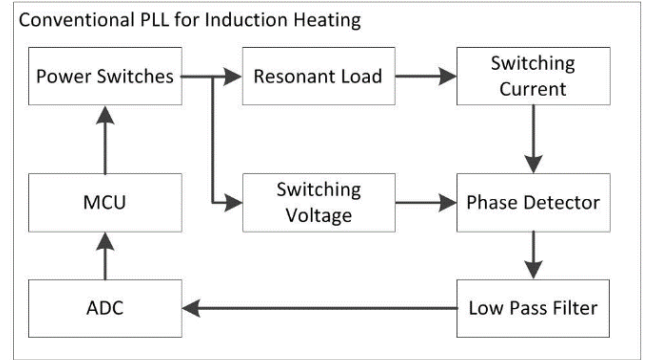 Conventional PLL for Induction Heating
Power Switches
Resonant Load
Switching
Current
MCU
Switching
Voltage
Phase Detector
ADC
Low Pass Filter